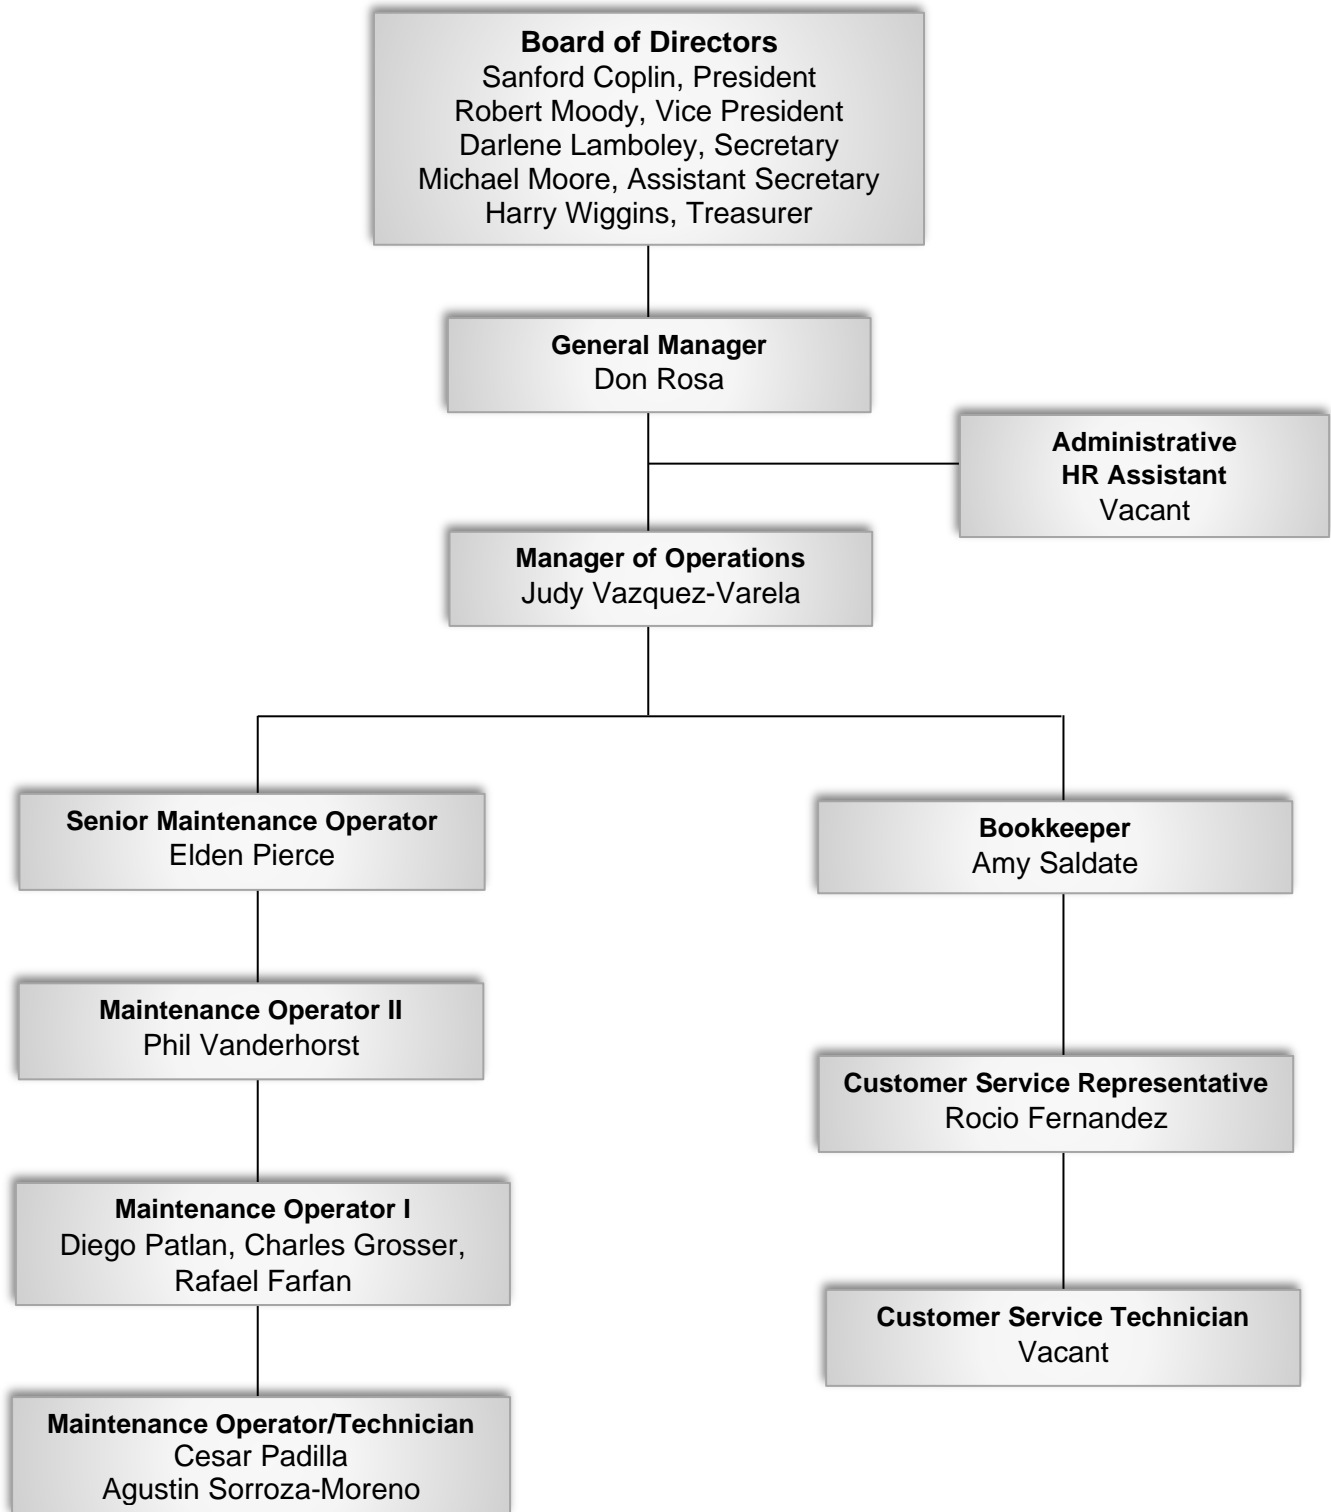 Board of Directors
Sanford Coplin, President
Robert Moody, Vice President
Darlene Lamboley, Secretary
Michael Moore, Assistant Secretary
Harry Wiggins, Treasurer
General Manager
Don Rosa
Administrative
HR Assistant
Vacant
Manager of Operations
Judy Vazquez-Varela
Senior Maintenance Operator
Elden Pierce
Maintenance Operator II
Phil Vanderhorst
Maintenance Operator I
Diego Patlan, Charles Grosser,
Rafael Farfan
Maintenance Operator/Technician
Cesar Padilla
Agustin Sorroza-Moreno
Bookkeeper
Amy Saldate
Customer Service Representative
Rocio Fernandez
Customer Service Technician
Vacant